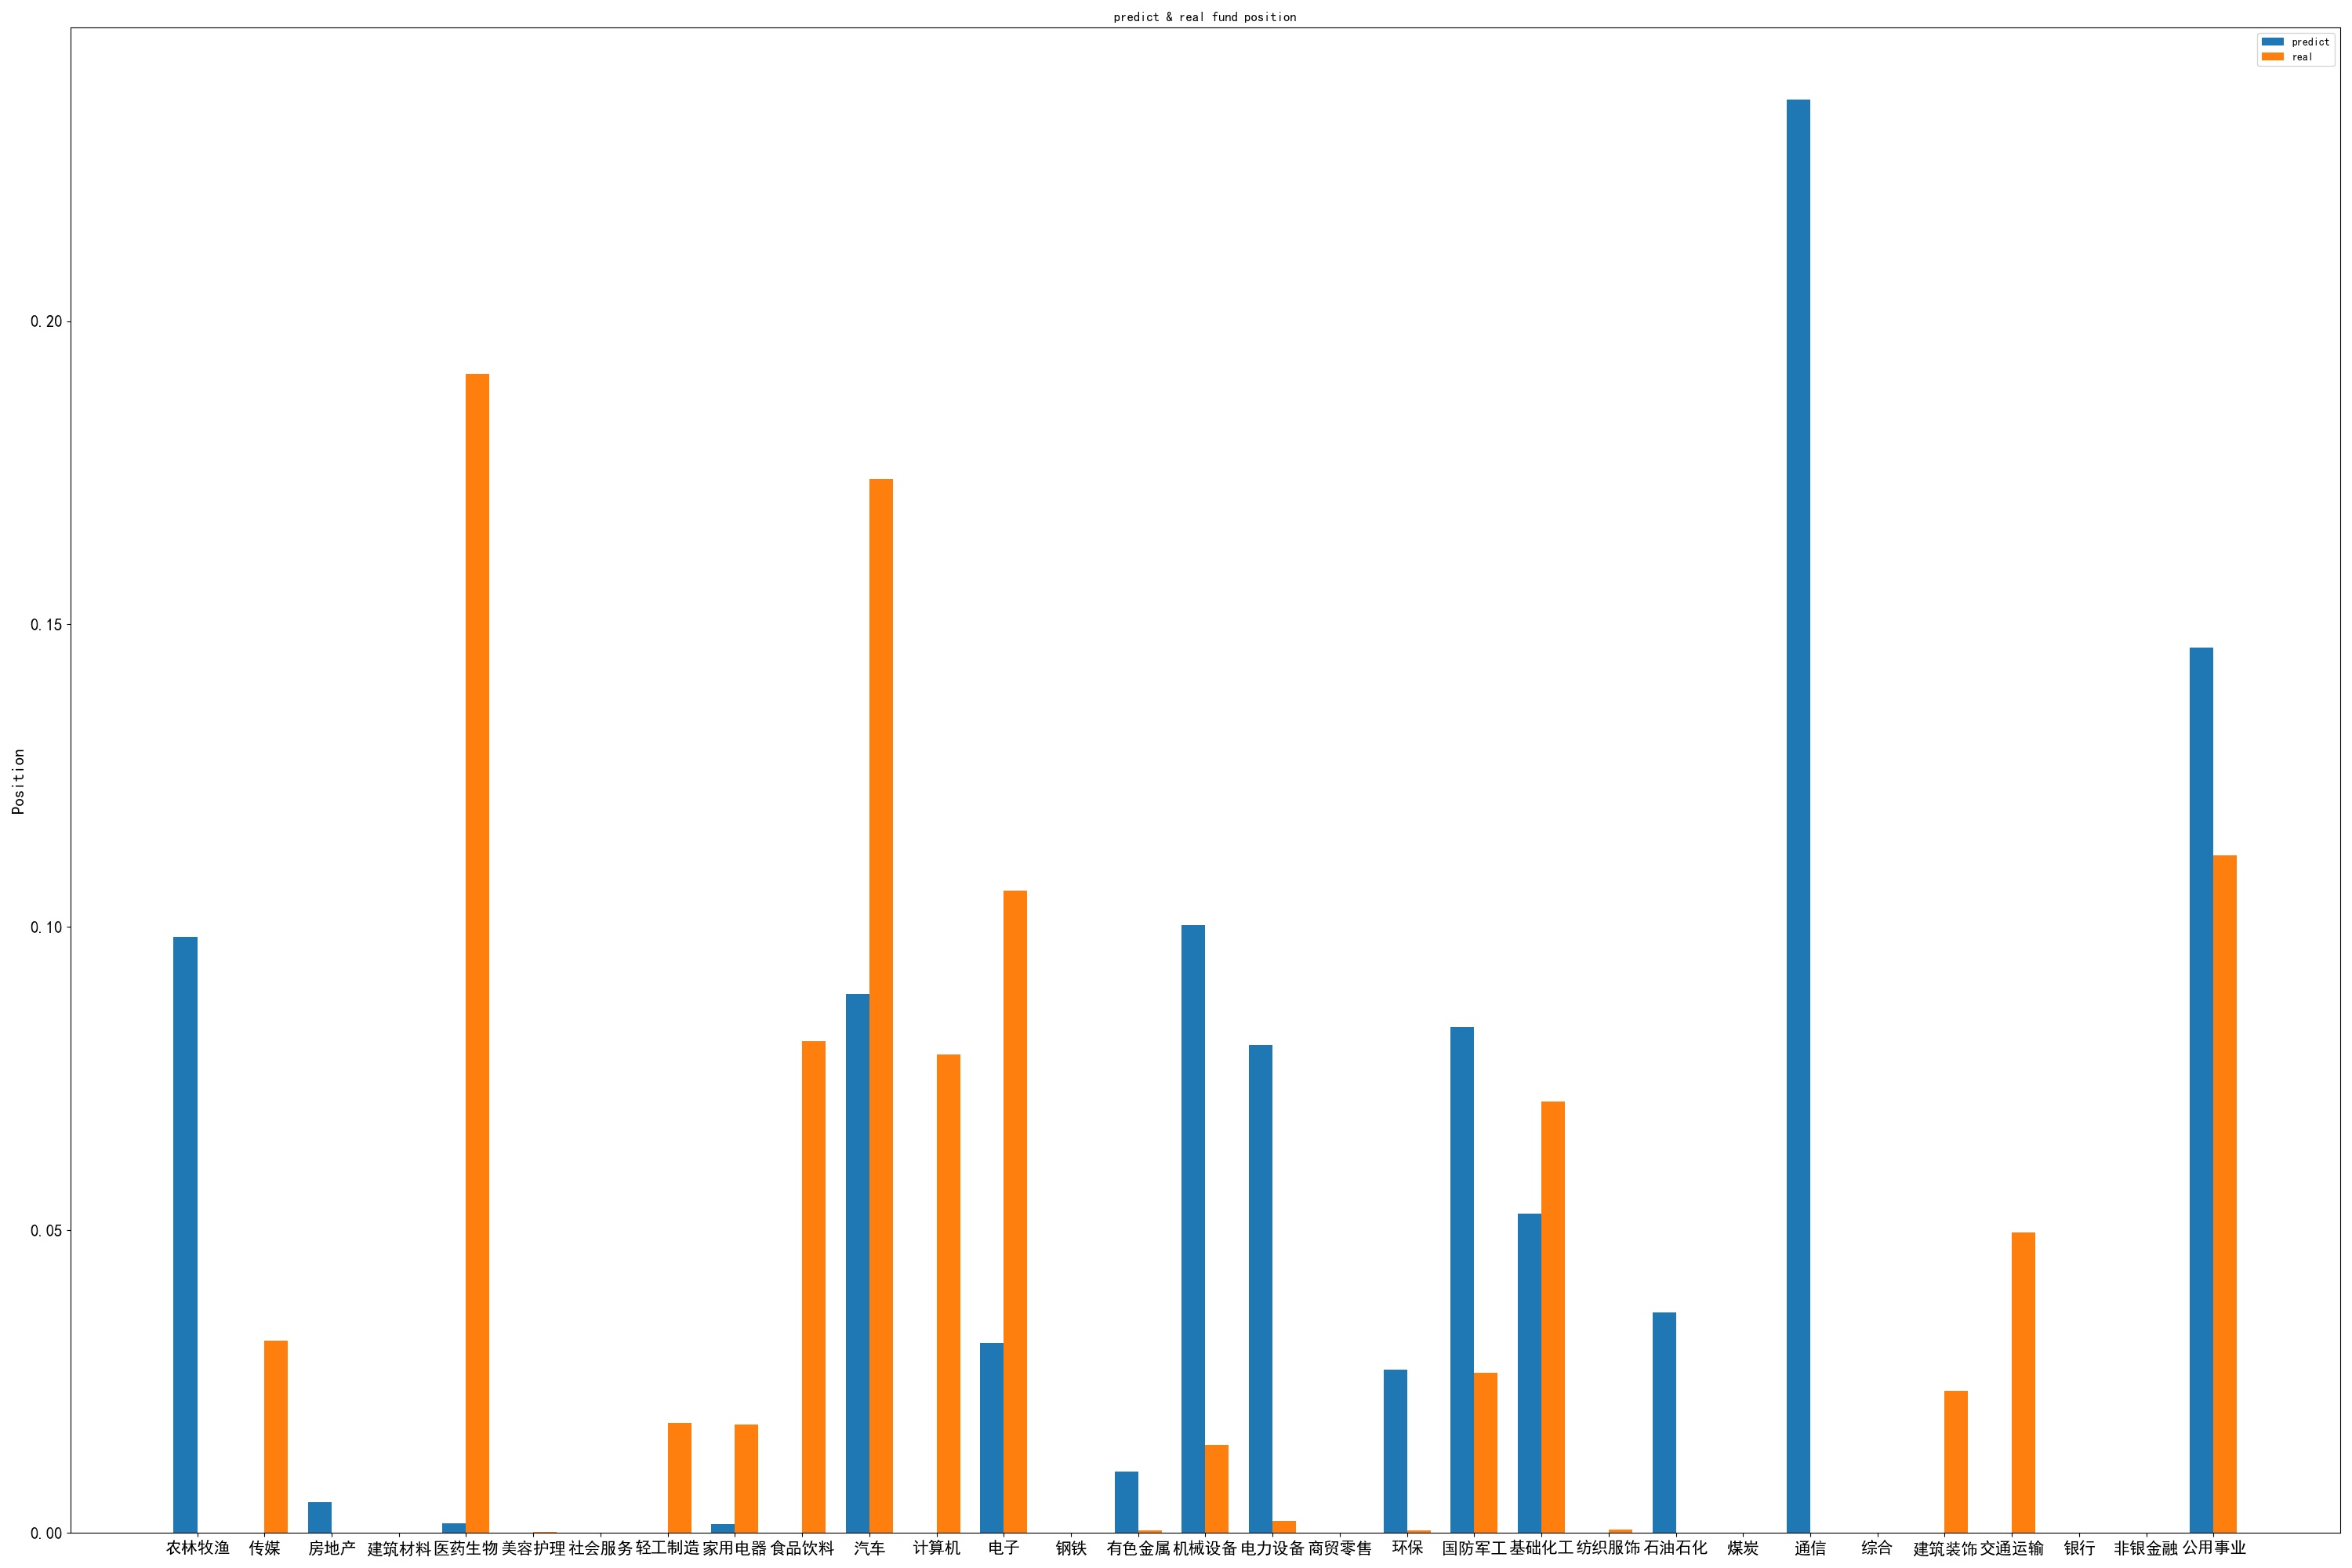 predict & real fund position
predict
real
0.20
0.15
0.10
0.05
0.00
Position
农林牧渔 传媒 房地产 建筑材料 医药生物 美容护理 社会服务 轻工制造 家用电器 食品饮料 汽车 计算机 电子 钢铁 有色金属 机械设备 电力设备 商贸零售 环保 国防军工 基础化工 纺织服饰 石油石化 煤炭 通信 综合 建筑装饰 交通运输 银行 非银金融 公用事业